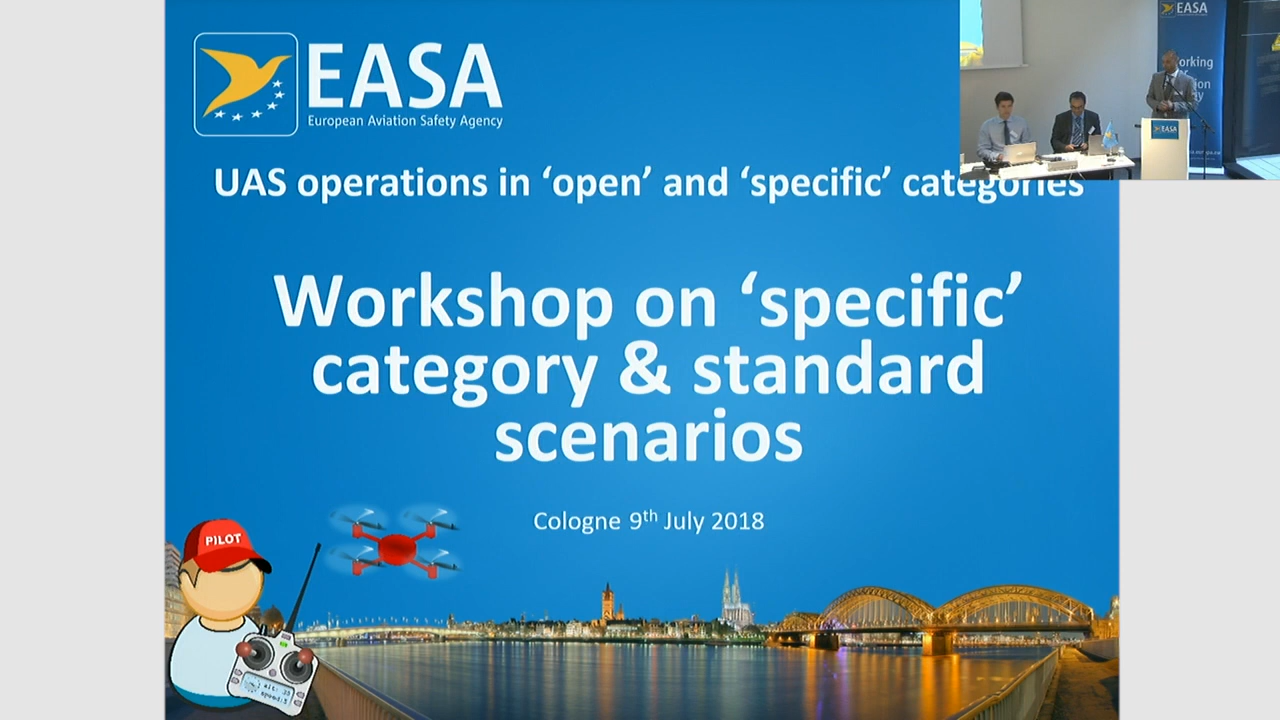 EASA
European Aviation Safety Agency
UAS operations in ‘open’ and ‘specific’ categories
Workshop on ‘specific’
category & standard
scenarios
Cologne 9th July 2018
PILOT
EASA
EASA